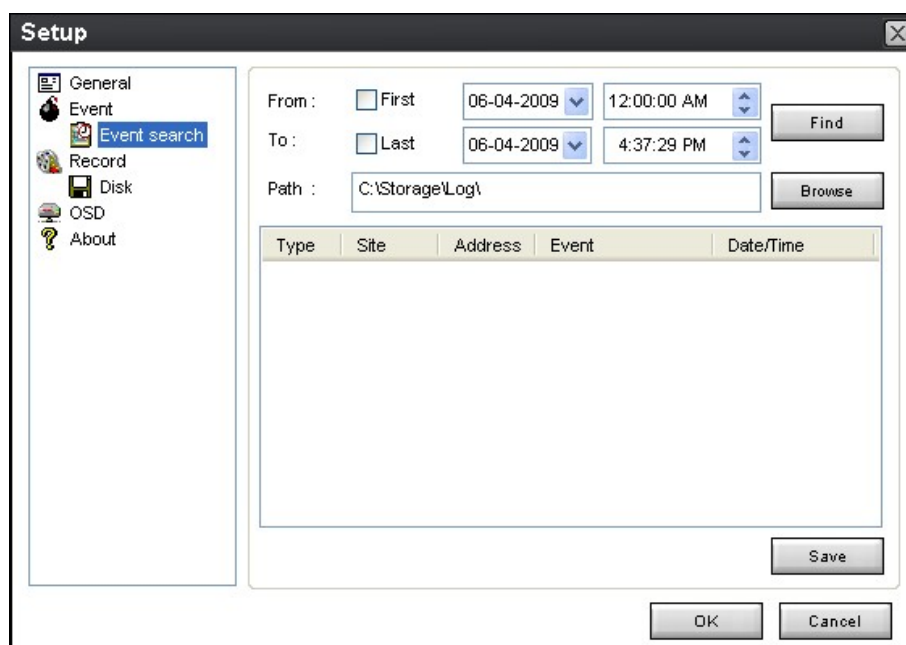 Setup
General
Event
Event search
Record
Disk
OSD
About
From : First 06-04-2009 12:00:00 AM Find
To : Last 06-04-2009 4:37:29 PM
Path : C:\Storage\Log\ Browse
Type Site Address Event Date/Time
Save
OK Cancel